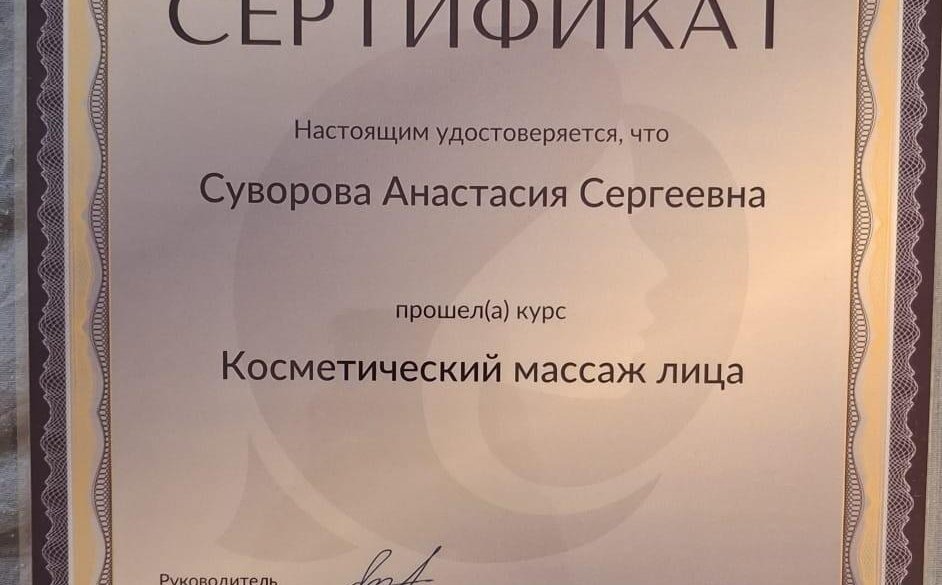 СЕРТИФИКАТ
Настоящим удостоверяется, что
Суворова Анастасия Сергеевна
прошел(а) курс
Косметический массаж лица
Руководитель